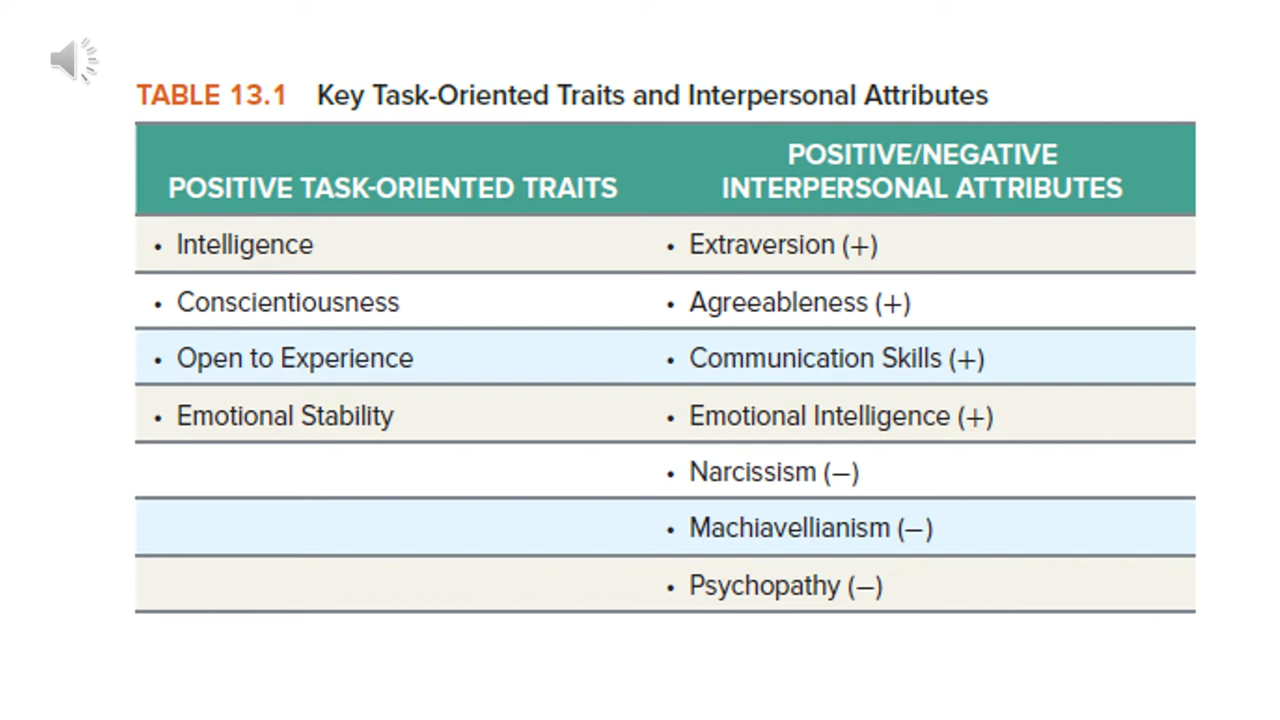 TABLE 13.1 Key Task-Oriented Traits and Interpersonal Attributes
POSITIVE TASK-ORIENTED TRAITS
POSITIVE/NEGATIVE
INTERPERSONAL ATTRIBUTES
• Intelligence
• Extraversion (+)
• Conscientiousness
• Agreeableness (+)
• Open to Experience
• Communication Skills (+)
• Emotional Stability
• Emotional Intelligence (+)
• Narcissism (−)
• Machiavellianism (−)
• Psychopathy (−)